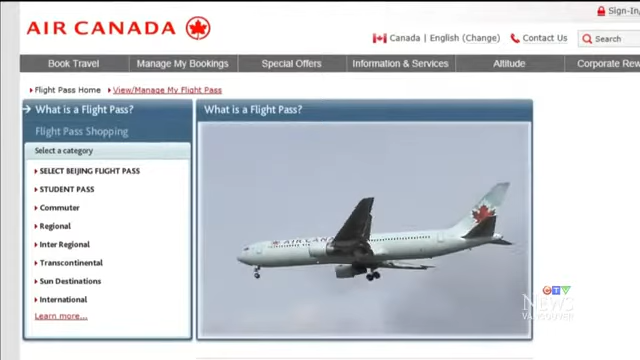 Sign-In
AIR CANADA
Canada | English (Change)
Contact Us
Search
Book Travel
Manage My Bookings
Special Offers
Information & Services
Altitude
Corporate Rew
Flight Pass Home
View/Manage My Flight Pass
What is a Flight Pass?
Flight Pass Shopping
Select a category
SELECT BEIJING FLIGHT PASS
STUDENT PASS
Commuter
Regional
Inter Regional
Transcontinental
Sun Destinations
International
Learn more...
What is a Flight Pass?
AIR CANADA
CTV
NEWS
VANCOUVER